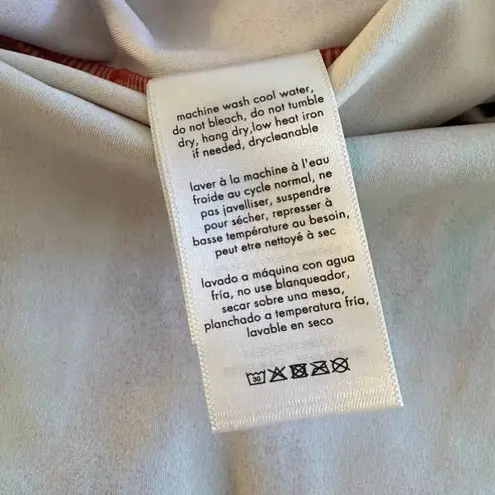 machine wash cool water,
do not bleach, do not tumble
dry, hang dry,low heat iron
if needed, drycleanable
laver à la machine à l'eau
froide au cycle normal, ne
pas javelliser, suspendre
pour sécher, represser à
basse température au besoin,
peut etre nettoyé à sec
lavado a máquina con agua
fría, no use blanqueador,
secar sobre una mesa,
planchado a temperatura fría,
lavable en seco
30